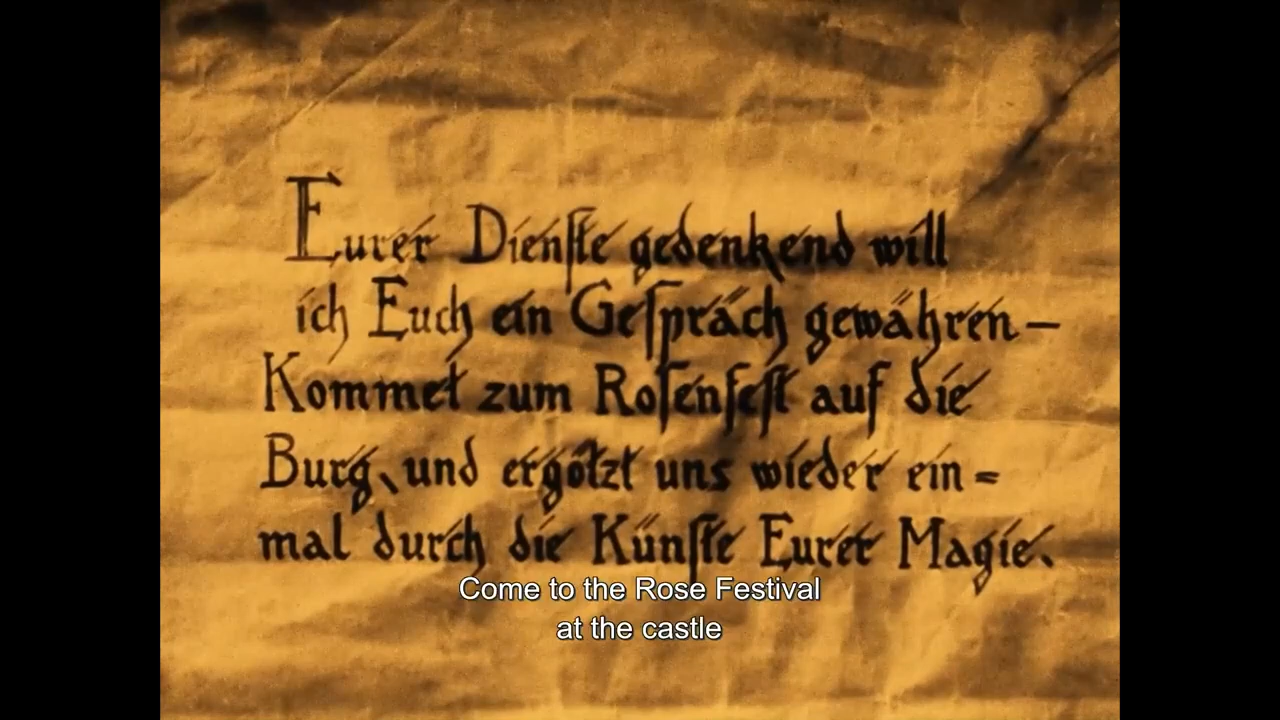 Eurer Dienſte gedenkend will
ich Euch ein Geſpräch gewähren –
Kommet zum Roſenfeſt auf die
Burg, und ergötzt uns wieder ein=
mal durch die Künſte Eurer Magie.
Come to the Rose Festival
at the castle